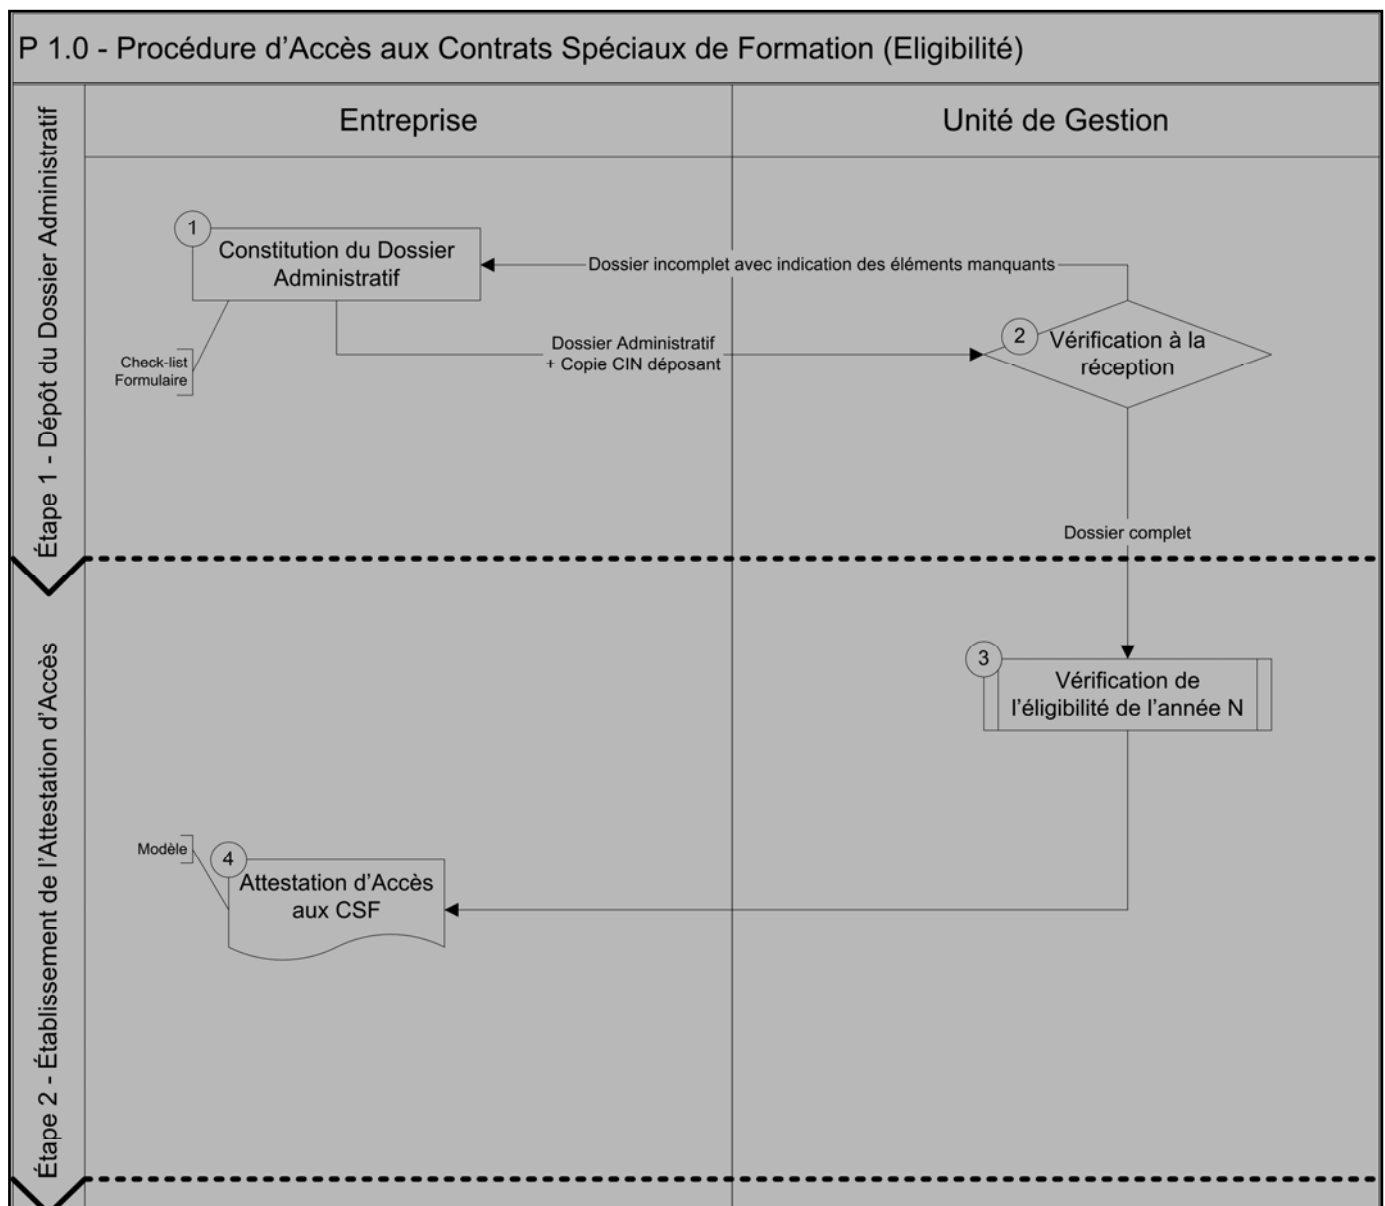 P 1.0 - Procédure d’Accès aux Contrats Spéciaux de Formation (Eligibilité)
Entreprise
Unité de Gestion
Étape 1 - Dépôt du Dossier Administratif
1
Constitution du Dossier
Administratif
Dossier incomplet avec indication des éléments manquants
2
Vérification à la
réception
Dossier Administratif
+ Copie CIN déposant
Check-list
Formulaire
Dossier complet
Étape 2 - Établissement de l’Attestation d’Accès
3
Vérification de
l’éligibilité de l’année N
Modèle
4
Attestation d’Accès
aux CSF